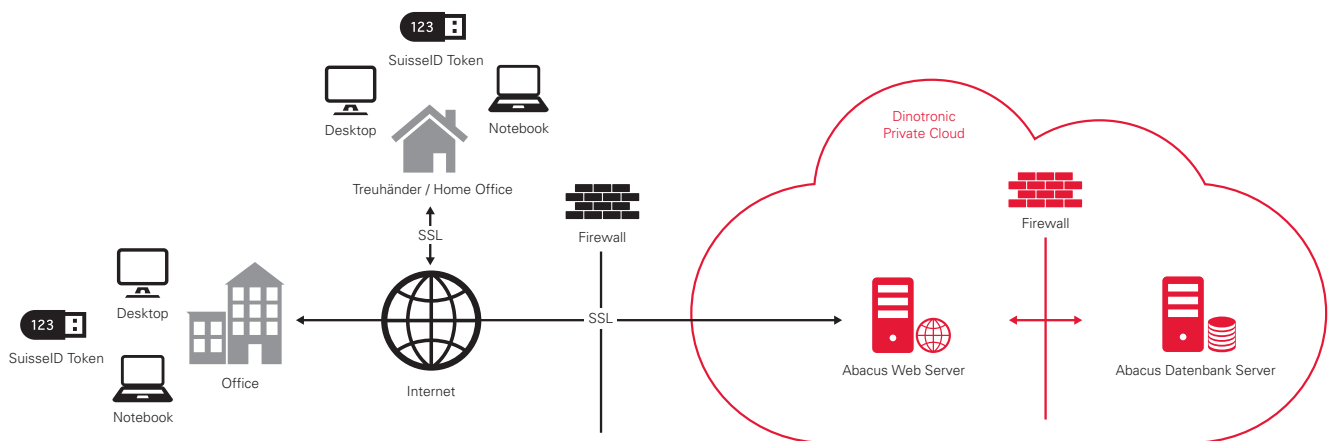 123
SuisseID Token
Desktop
Notebook
Treuhänder / Home Office
SSL
Firewall
Desktop
123
SuisseID Token
Notebook
Office
Internet
SSL
Dinotronic
Private Cloud
Firewall
Abacus Web Server
Abacus Datenbank Server